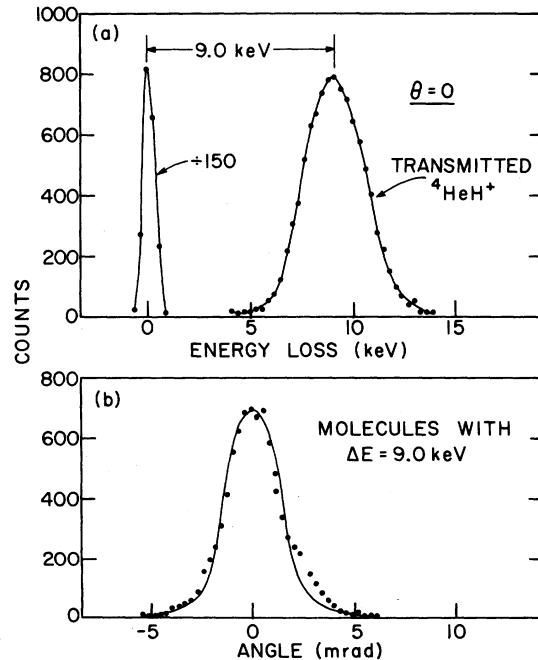 (a)
9.0 keV
θ=0
÷150
TRANSMITTED
⁴HeH⁺
1000
800
600
400
200
0
0
5
10
15
ENERGY LOSS (keV)
COUNTS
(b)
MOLECULES WITH
ΔE = 9.0 keV
800
600
400
200
0
-5
0
5
10
ANGLE (mrad)